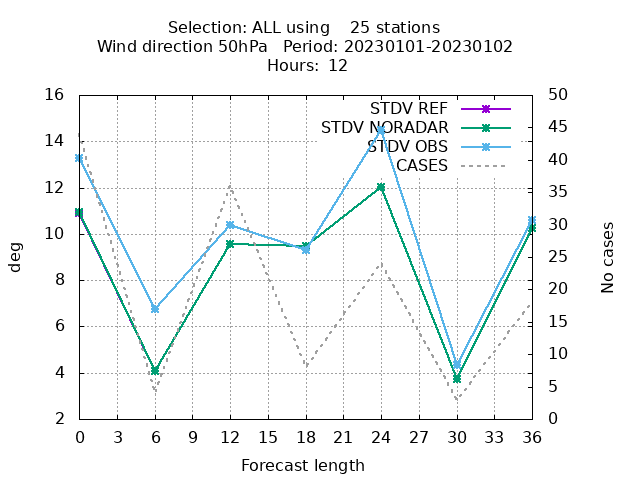 Selection: ALL using    25 stations
Wind direction 50hPa   Period: 20230101-20230102
Hours:  12
STDV REF
STDV NORADAR
STDV OBS
CASES
16
14
12
10
8
6
4
2
deg
50
45
40
35
30
25
20
15
10
5
0
No cases
0 3 6 9 12 15 18 21 24 27 30 33 36
Forecast length